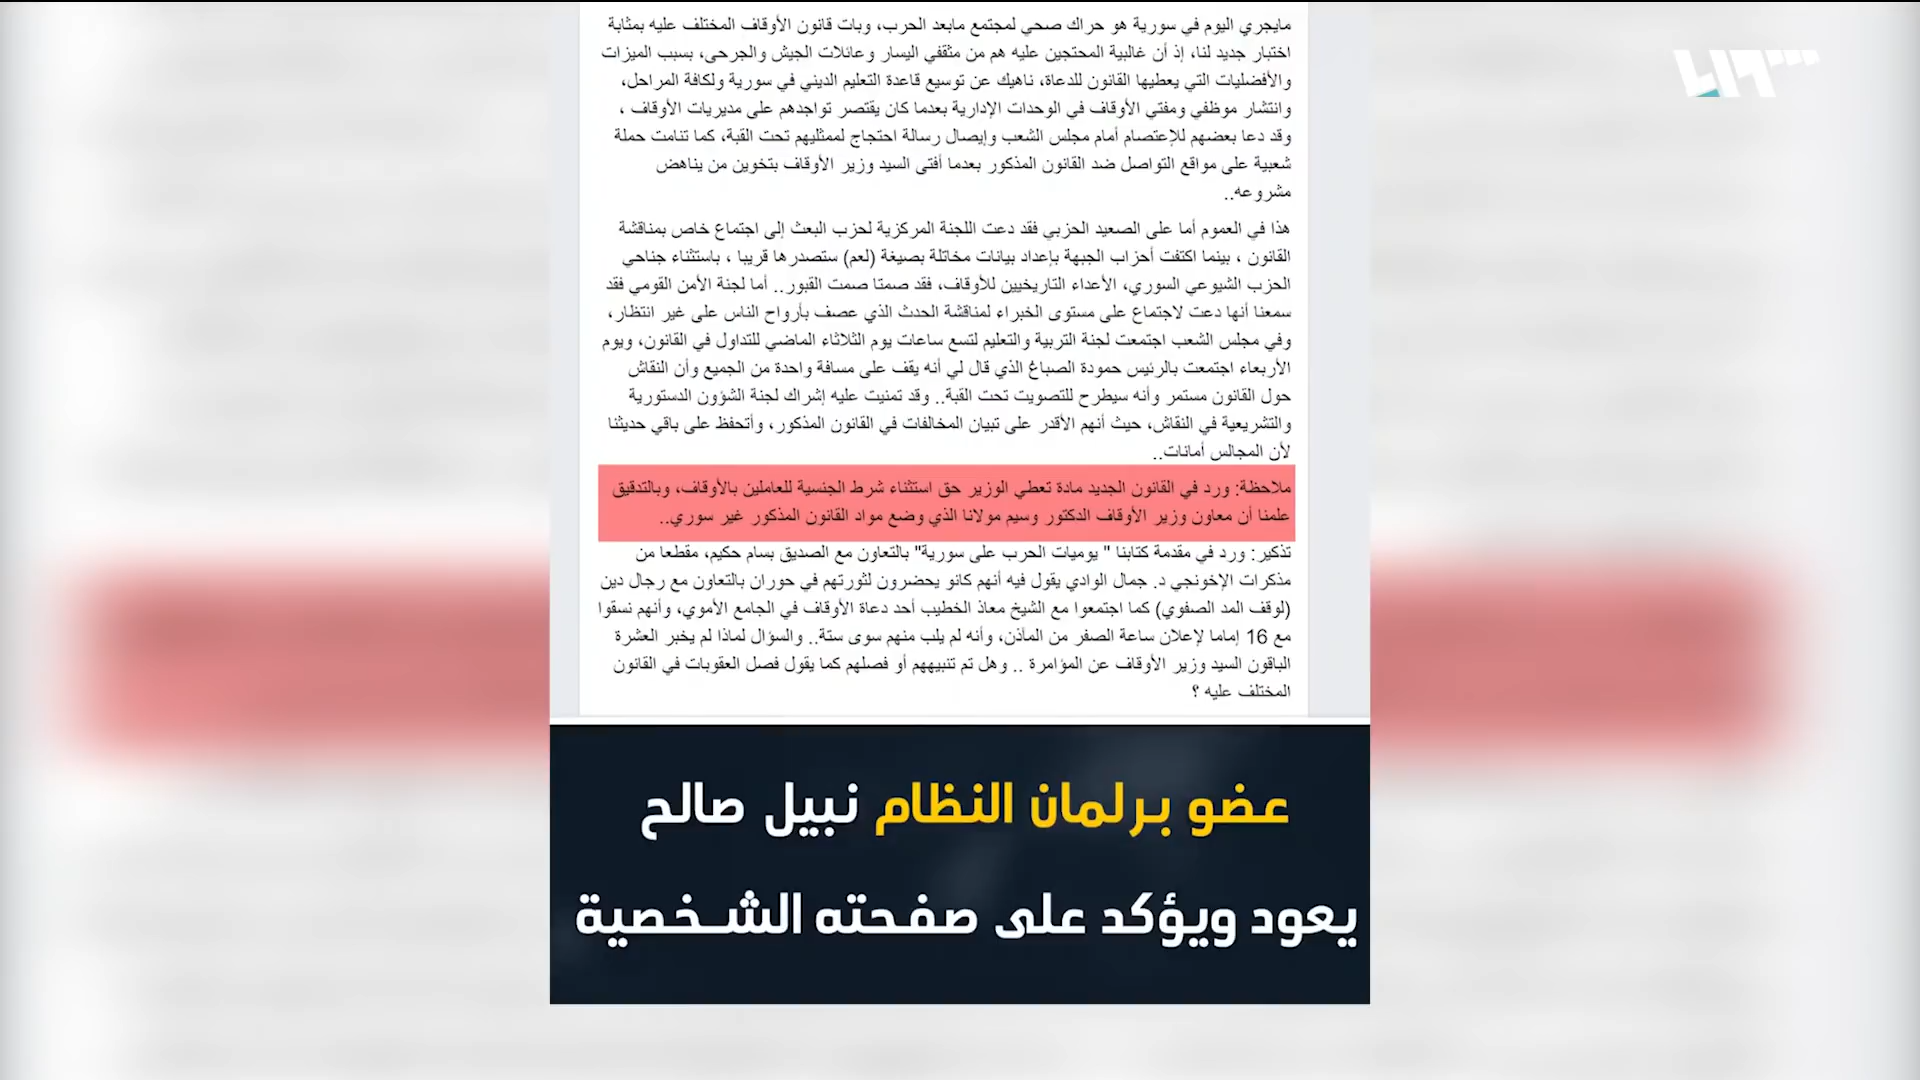 مايجري اليوم في سورية هو حراك صحي لمجتمع مابعد الحرب، وبات قانون الأوقاف المختلف عليه بمثابة
اختبار جديد لنا، إذ أن غالبية المحتجين عليه هم من مثقفي اليسار وعائلات الجيش والجرحى، بسبب الميزات
والأفضليات التي يعطيها القانون للدعاة، ناهيك عن توسيع قاعدة التعليم الديني في سورية ولكافة المراحل،
وانتشار موظفي ومفتي الأوقاف في الوحدات الإدارية بعدما كان يقتصر تواجدهم على مديريات الأوقاف ،
وقد دعا بعضهم للإعتصام أمام مجلس الشعب وإيصال رسالة احتجاج لممثليهم تحت القبة، كما تنامت حملة
شعبية على مواقع التواصل ضد القانون المذكور بعدما أفتى السيد وزير الأوقاف بتخوين من يناهض
مشروعه..
هذا في العموم أما على الصعيد الحزبي فقد دعت اللجنة المركزية لحزب البعث إلى اجتماع خاص بمناقشة
القانون ، بينما اكتفت أحزاب الجبهة بإعداد بيانات مخاتلة بصيغة (لعم) ستصدرها قريبا ، باستثناء جناحي
الحزب الشيوعي السوري، الأعداء التاريخيين للأوقاف، فقد صمتا صمت القبور.. أما لجنة الأمن القومي فقد
سمعنا أنها دعت لاجتماع على مستوى الخبراء لمناقشة الحدث الذي عصف بأرواح الناس على غير انتظار،
وفي مجلس الشعب اجتمعت لجنة التربية والتعليم لتسع ساعات يوم الثلاثاء الماضي للتداول في القانون، ويوم
الأربعاء اجتمعت بالرئيس حمودة الصباغ الذي قال لي أنه يقف على مسافة واحدة من الجميع وأن النقاش
حول القانون مستمر وأنه سيطرح للتصويت تحت القبة.. وقد تمنيت عليه إشراك لجنة الشؤون الدستورية
والتشريعية في النقاش، حيث أنهم الأقدر على تبيان المخالفات في القانون المذكور، وأتحفظ على باقي حديثنا
لأن المجالس أمانات..
ملاحظة: ورد في القانون الجديد مادة تعطي الوزير حق استثناء شرط الجنسية للعاملين بالأوقاف، وبالتدقيق
علمنا أن معاون وزير الأوقاف الدكتور وسيم مولانا الذي وضع مواد القانون المذكور غير سوري..
تذكير: ورد في مقدمة كتابنا " يوميات الحرب على سورية" بالتعاون مع الصديق بسام حكيم، مقطعا من
مذكرات الإخونجي د. جمال الوادي يقول فيه أنهم كانو يحضرون لثورتهم في حوران بالتعاون مع رجال دين
(لوقف المد الصفوي) كما اجتمعوا مع الشيخ معاذ الخطيب أحد دعاة الأوقاف في الجامع الأموي، وأنهم نسقوا
مع 16 إماما لإعلان ساعة الصفر من المآذن، وأنه لم يلب منهم سوى ستة.. والسؤال لماذا لم يخبر العشرة
الباقون السيد وزير الأوقاف عن المؤامرة .. وهل تم تنبيههم أو فصلهم كما يقول فصل العقوبات في القانون
المختلف عليه ؟
عضو برلمان النظام نبيل صالح
يعود ويؤكد على صفحته الشخصية